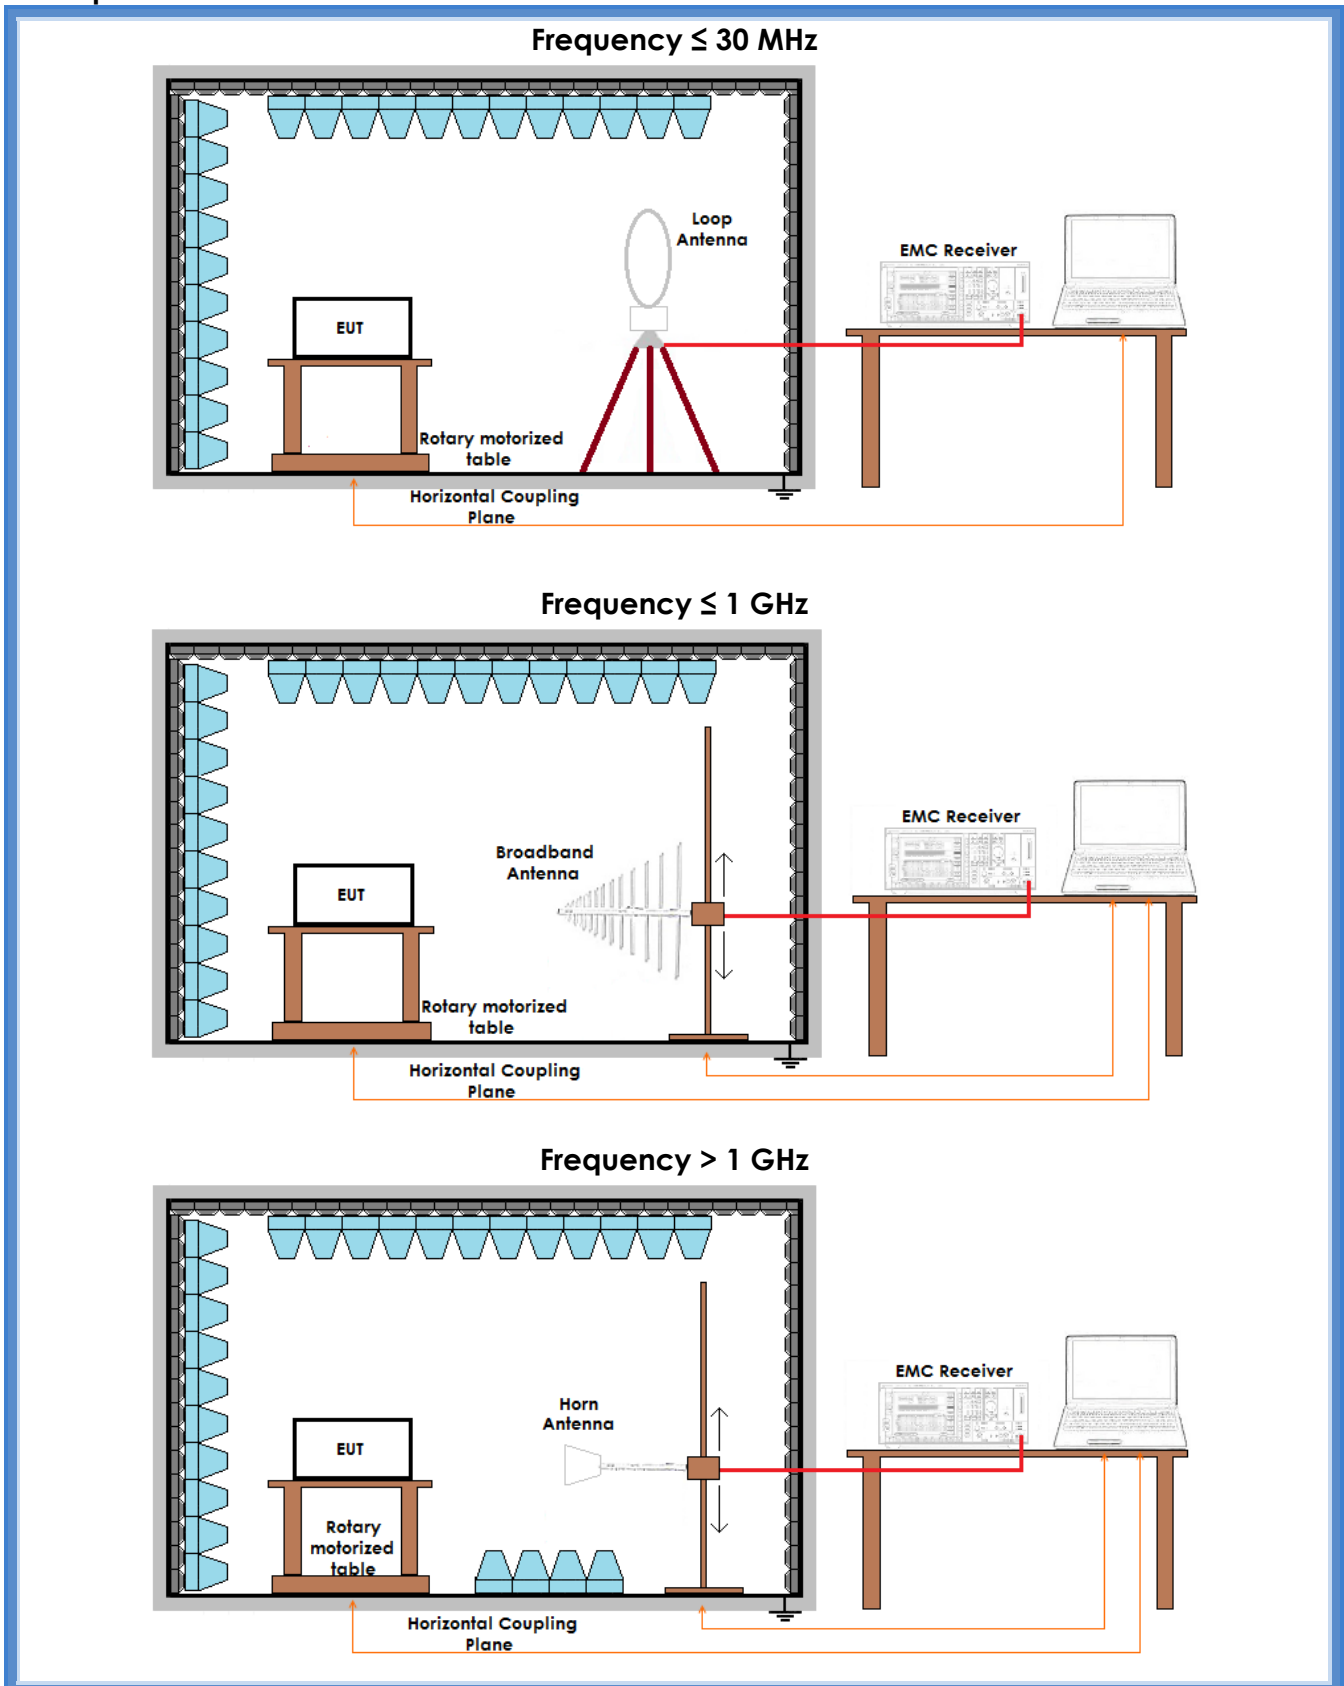 Frequency ≤ 30 MHz
Loop
Antenna
EMC Receiver
EUT
Rotary motorized
table
Horizontal Coupling
Plane
Frequency ≤ 1 GHz
EMC Receiver
Broadband
Antenna
EUT
Rotary motorized
table
Horizontal Coupling
Plane
Frequency > 1 GHz
EMC Receiver
Horn
Antenna
EUT
Rotary
motorized
table
Horizontal Coupling
Plane